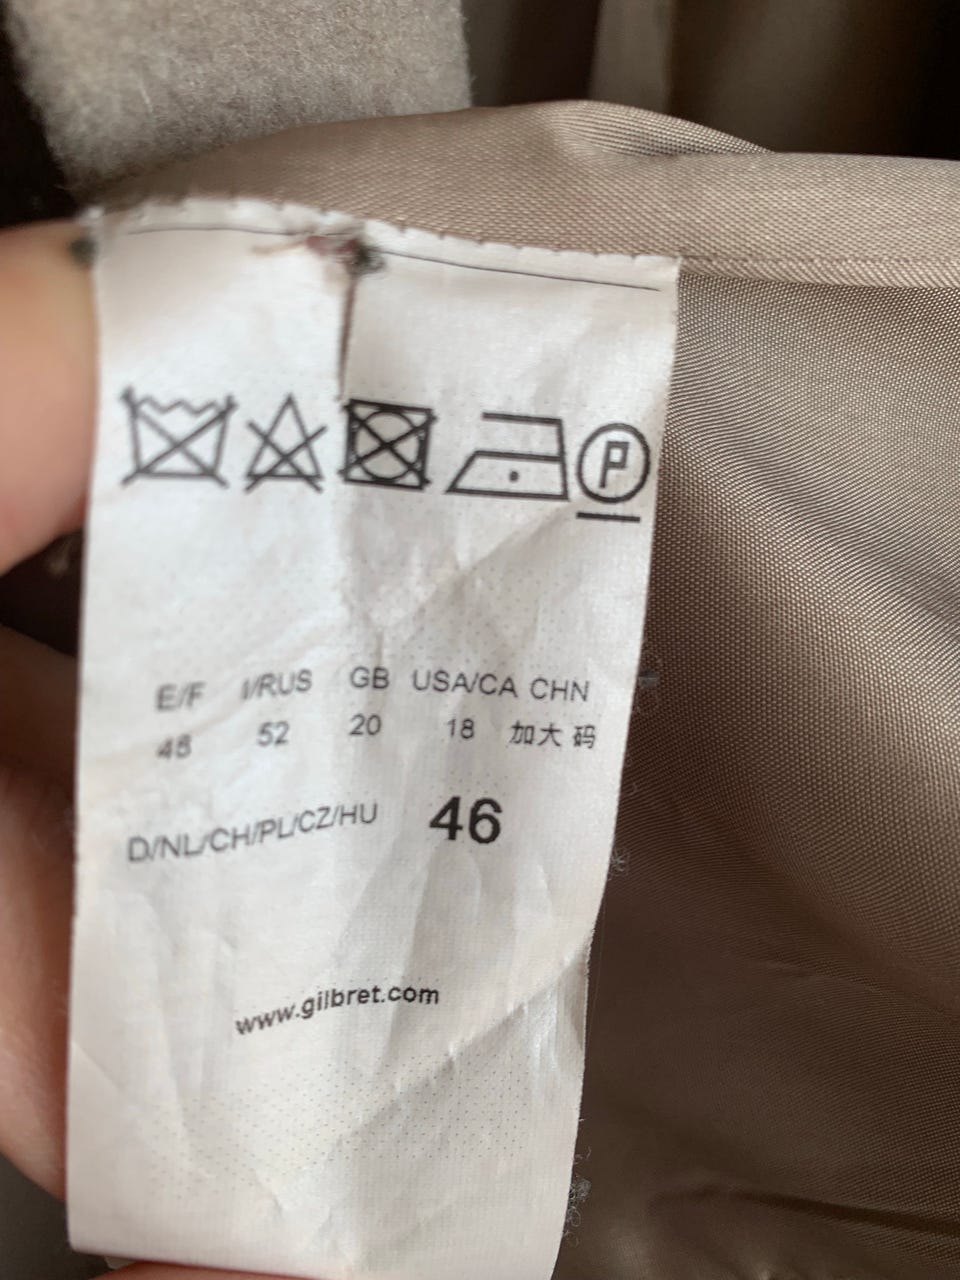 P
E/F I/RUS GB USA/CA CHN
48 52 20 18 加大 码
D/NL/CH/PL/CZ/HU 46
www.gilbret.com